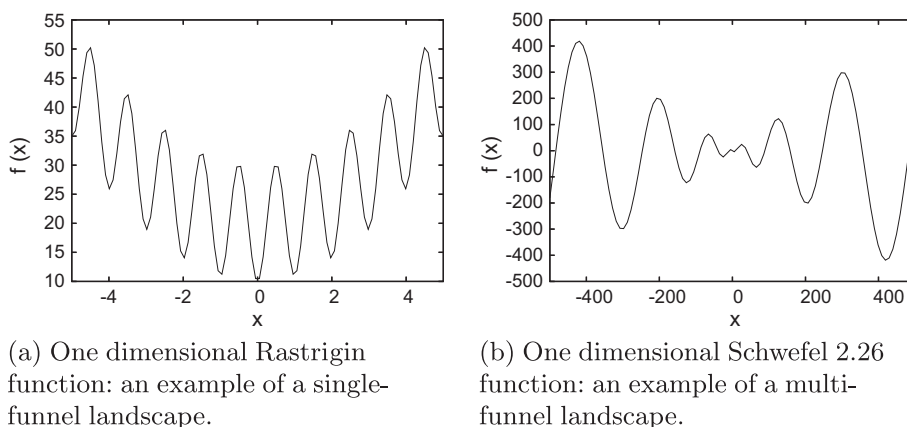 55
50
45
40
35
30
25
20
15
10
f (x)
-4 -2 0 2 4
x
(a) One dimensional Rastrigin
function: an example of a single-
funnel landscape.
500
400
300
200
100
0
-100
-200
-300
-400
-500
f (x)
-400 -200 0 200 400
x
(b) One dimensional Schwefel 2.26
function: an example of a multi-
funnel landscape.